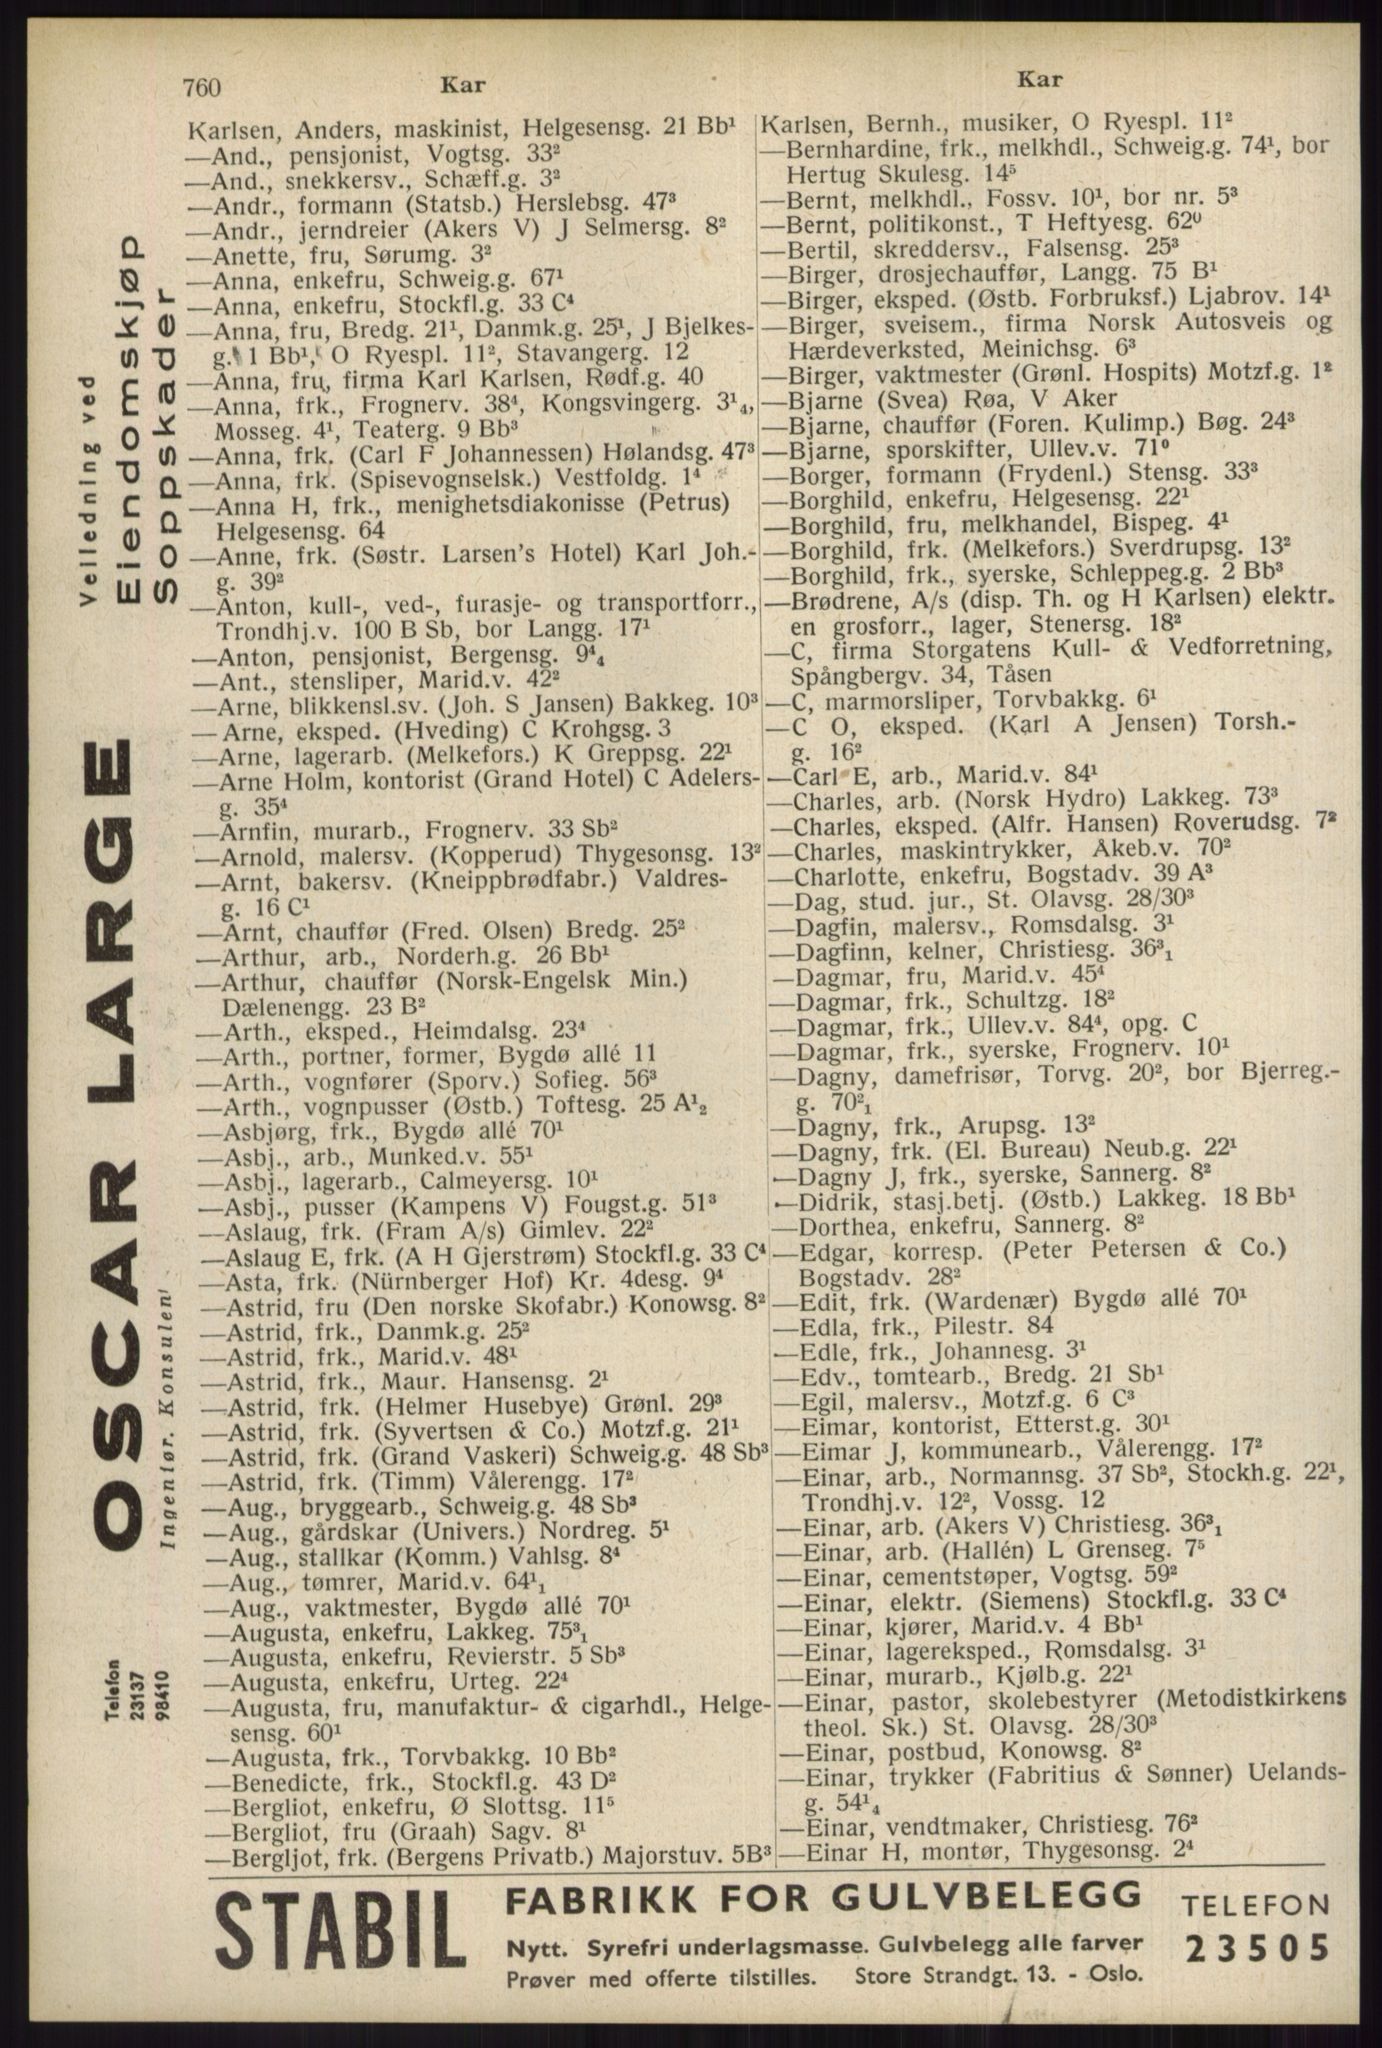 760 Kar Kar
Karlsen, Anders, maskinist, Helgesensg. 21 Bb¹
—And., pensjonist, Vogtsg. 33²
—And., snekkersv., Schæff.g. 3²
—Andr., formann (Statsb.) Herslebsg. 47³
—Andr., jerndreier (Akers V) J Selmersg. 8²
—Anette, fru, Sørumg. 3²
—Anna, enkefru, Schweig.g. 67¹
—Anna, enkefru, Stockfl.g. 33 C⁴
—Anna, fru, Bredg. 21¹, Danmk.g. 25¹, J Bjelkes-
g. 1 Bb¹, O Ryespl. 11², Stavangerg. 12
—Anna, fru, firma Karl Karlsen, Rødf.g. 40
—Anna, frk., Frognerv. 38⁴, Kongsvingerg. 3¹₄,
Mosseg. 4¹, Teaterg. 9 Bb³
—Anna, frk. (Carl F Johannessen) Hølandsg. 47³
—Anna, frk. (Spisevognselsk.) Vestfoldg. 1⁴
—Anna H, frk., menighetsdiakonisse (Petrus)
Helgesensg. 64
—Anne, frk. (Søstr. Larsen's Hotel) Karl Joh.-
g. 39²
—Anton, kull-, ved-, furasje- og transportforr.,
Trondhj.v. 100 B Sb, bor Langg. 17¹
—Anton, pensjonist, Bergensg. 9⁴₄
—Ant., stensliper, Marid.v. 42²
—Arne, blikkensl.sv. (Joh. S Jansen) Bakkeg. 10³
—Arne, eksped. (Hveding) C Krohgsg. 3
—Arne, lagerarb. (Melkefors.) K Greppsg. 22¹
—Arne Holm, kontorist (Grand Hotel) C Adelers-
g. 35⁴
—Arnfin, murarb., Frognerv. 33 Sb²
—Arnold, malersv. (Kopperud) Thygesonsg. 13²
—Arnt, bakersv. (Kneippbrødfabr.) Valdres-
g. 16 C¹
—Arnt, chauffør (Fred. Olsen) Bredg. 25²
—Arthur, arb., Norderh.g. 26 Bb¹
—Arthur, chauffør (Norsk-Engelsk Min.)
Dælenengg. 23 B²
—Arth., eksped., Heimdalsg. 23⁴
—Arth., portner, former, Bygdø allé 11
—Arth., vognfører (Sporv.) Sofieg. 56³
—Arth., vognpusser (Østb.) Toftesg. 25 A¹₂
—Asbjørg, frk., Bygdø allé 70¹
—Asbj., arb., Munked.v. 55¹
—Asbj., lagerarb., Calmeyersg. 10¹
—Asbj., pusser (Kampens V) Fougst.g. 51³
—Aslaug, frk. (Fram A/s) Gimlev. 22²
—Aslaug E, frk. (A H Gjerstrøm) Stockfl.g. 33 C⁴
—Asta, frk. (Nürnberger Hof) Kr. 4desg. 9⁴
—Astrid, fru (Den norske Skofabr.) Konowsg. 8²
—Astrid, frk., Danmk.g. 25²
—Astrid, frk., Marid.v. 48¹
—Astrid, frk., Maur. Hansensg. 2¹
—Astrid, frk. (Helmer Husebye) Grønl. 29³
—Astrid, frk. (Syvertsen & Co.) Motzf.g. 21¹
—Astrid, frk. (Grand Vaskeri) Schweig.g. 48 Sb³
—Astrid, frk. (Timm) Vålerengg. 17²
—Aug., bryggearb., Schweig.g. 48 Sb³
—Aug., gårdskar (Univers.) Nordreg. 5¹
—Aug., stallkar (Komm.) Vahlsg. 8⁴
—Aug., tømrer, Marid.v. 64¹₁
—Aug., vaktmester, Bygdø allé 70¹
—Augusta, enkefru, Lakkeg. 75³₁
—Augusta, enkefru, Revierstr. 5 Sb³
—Augusta, enkefru, Urteg. 22⁴
—Augusta, fru, manufaktur- & cigarhdl., Helge-
sensg. 60¹
—Augusta, frk., Torvbakkg. 10 Bb²
—Benedicte, frk., Stockfl.g. 43 D²
—Bergliot, enkefru, Ø Slottsg. 11⁵
—Bergliot, fru (Graah) Sagv. 8¹
—Bergljot, frk. (Bergens Privatb.) Majorstuv. 5B³
Karlsen, Bernh., musiker, O Ryespl. 11²
—Bernhardine, frk., melkhdl., Schweig.g. 74¹, bor
Hertug Skulesg. 14⁵
—Bernt, melkhdl., Fossv. 10¹, bor nr. 5³
—Bernt, politikonst., T Heftyesg. 62⁰
—Bertil, skreddersv., Falsensg. 25³
—Birger, drosjechauffør, Langg. 75 B¹
—Birger, eksped. (Østb. Forbruksf.) Ljabrov. 14¹
—Birger, sveisem., firma Norsk Autosveis og
Hærdeverksted, Meinichsg. 6³
—Birger, vaktmester (Grønl. Hospits) Motzf.g. 1²
—Bjarne (Svea) Røa, V Aker
—Bjarne, chauffør (Foren. Kulimp.) Bøg. 24³
—Bjarne, sporskifter, Ullev.v. 71⁰
—Borger, formann (Frydenl.) Stensg. 33³
—Borghild, enkefru, Helgesensg. 22¹
—Borghild, fru, melkhandel, Bispeg. 4¹
—Borghild, frk. (Melkefors.) Sverdrupsg. 13²
—Borghild, frk., syerske, Schleppeg.g. 2 Bb³
—Brødrene, A/s (disp. Th. og H Karlsen) elektr.
en grosforr., lager, Stenersg. 18²
—C, firma Storgatens Kull- & Vedforretning,
Spångbergv. 34, Tåsen
—C, marmorsliper, Torvbakkg. 6¹
—C O, eksped. (Karl A Jensen) Torsh.-
g. 16²
—Carl E, arb., Marid.v. 84¹
—Charles, arb. (Norsk Hydro) Lakkeg. 73³
—Charles, eksped. (Alfr. Hansen) Roverudsg. 7²
—Charles, maskintrykker, Åkeb.v. 70²
—Charlotte, enkefru, Bogstadv. 39 A³
—Dag, stud. jur., St. Olavsg. 28/30³
—Dagfin, malersv., Romsdalsg. 3¹
—Dagfinn, kelner, Christiesg. 36³₁
—Dagmar, fru, Marid.v. 45⁴
—Dagmar, frk., Schultzg. 18²
—Dagmar, frk., Ullev.v. 84⁴, opg. C
—Dagmar, frk., syerske, Frognerv. 10¹
—Dagny, damefrisør, Torvg. 20², bor Bjerreg.-
g. 70²₁
—Dagny, frk., Arupsg. 13²
—Dagny, frk. (El. Bureau) Neub.g. 22¹
—Dagny J, frk., syerske, Sannerg. 8²
—Didrik, stasj.betj. (Østb.) Lakkeg. 18 Bb¹
—Dorthea, enkefru, Sannerg. 8²
—Edgar, korresp. (Peter Petersen & Co.)
Bogstadv. 28²
—Edit, frk. (Wardenær) Bygdø allé 70¹
—Edla, frk., Pilestr. 84
—Edle, frk., Johannesg. 3¹
—Edv., tomtearb., Bredg. 21 Sb¹
—Egil, malersv., Motzf.g. 6 C³
—Eimar, kontorist, Etterst.g. 30¹
—Eimar J, kommunearb., Vålerengg. 17²
—Einar, arb., Normannsg. 37 Sb², Stockh.g. 22¹,
Trondhj.v. 12², Vossg. 12
—Einar, arb. (Akers V) Christiesg. 36³₁
—Einar, arb. (Hallén) L Grenseg. 7⁵
—Einar, cementstøper, Vogtsg. 59²
—Einar, elektr. (Siemens) Stockfl.g. 33 C⁴
—Einar, kjører, Marid.v. 4 Bb¹
—Einar, lagereksped., Romsdalsg. 3¹
—Einar, murarb., Kjølb.g. 22¹
—Einar, pastor, skolebestyrer (Metodistkirkens
theol. Sk.) St. Olavsg. 28/30³
—Einar, postbud, Konowsg. 8²
—Einar, trykker (Fabritius & Sønner) Uelands-
g. 54¹₄
—Einar, vendtmaker, Christiesg. 76²
—Einar H, montør, Thygesonsg. 2⁴
Veiledning ved
Eiendomskjøp
Soppskader
OSCAR LARGE
Ingeniør. Konsulent
Telefon
23137
98410
STABIL
FABRIKK FOR GULVBELEGG
Nytt. Syrefri underlagsmasse. Gulvbelegg alle farver
Prøver med offerte tilstilles. Store Strandgt. 13. - Oslo.
TELEFON
23505